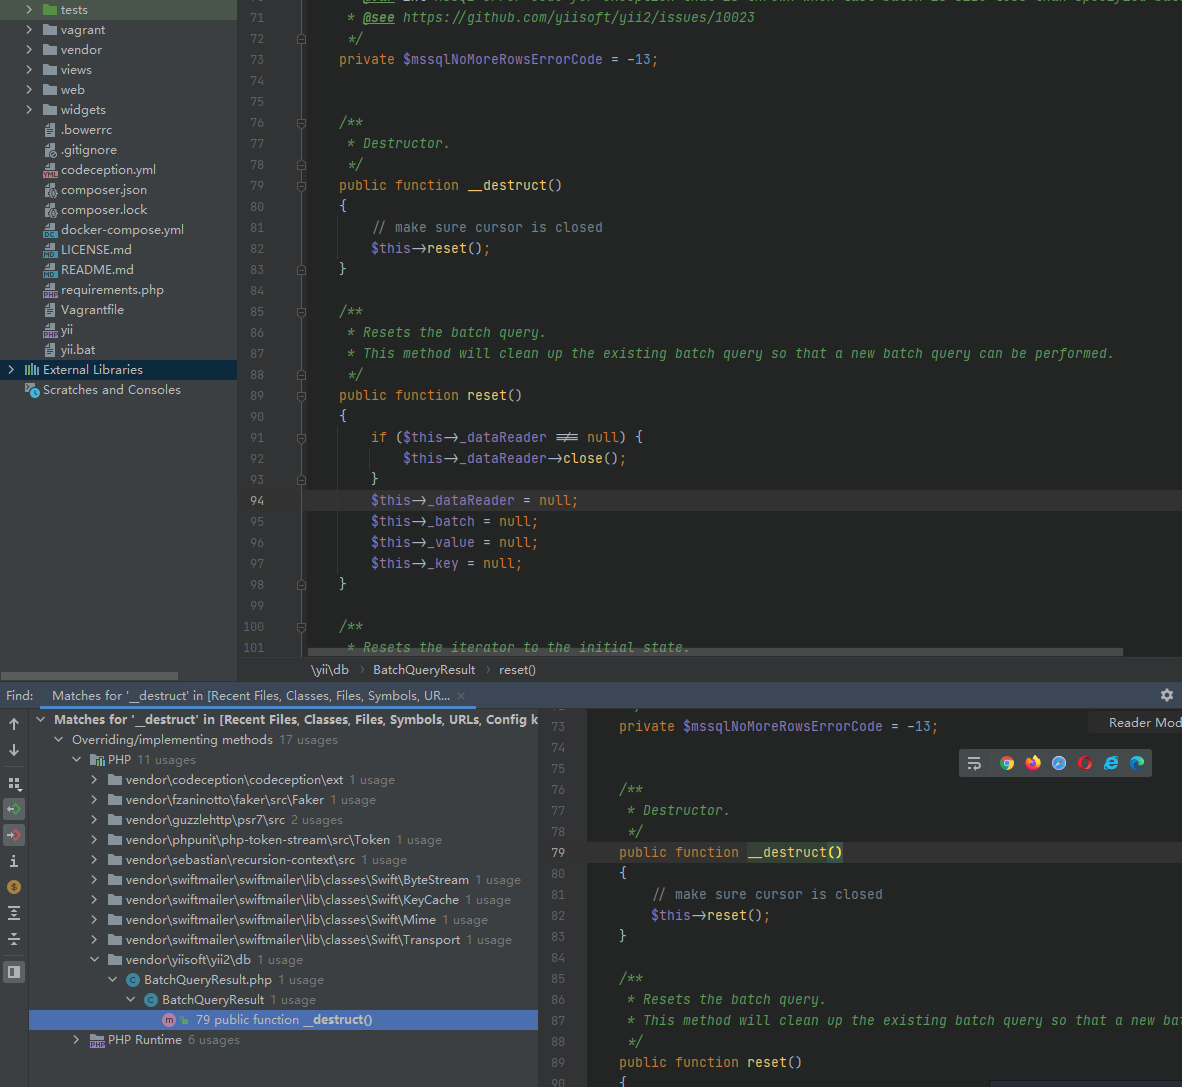 tests
vagrant
vendor
views
web
widgets
.bowerrc
.gitignore
codeception.yml
composer.json
composer.lock
docker-compose.yml
LICENSE.md
README.md
requirements.php
Vagrantfile
yii
yii.bat
External Libraries
Scratches and Consoles
71 * @see https://github.com/yiisoft/yii2/issues/10023
72 */
73 private $mssqlNoMoreRowsErrorCode = -13;
74
75
76 /**
77 * Destructor.
78 */
79 public function __destruct()
80 {
81 // make sure cursor is closed
82 $this->reset();
83 }
84
85 /**
86 * Resets the batch query.
87 * This method will clean up the existing batch query so that a new batch query can be performed.
88 */
89 public function reset()
90 {
91 if ($this->_dataReader !== null) {
92 $this->_dataReader->close();
93 }
94 $this->_dataReader = null;
95 $this->_batch = null;
96 $this->_value = null;
97 $this->_key = null;
98 }
99
100 /**
101 * Resets the iterator to the initial state.
\yii\db > BatchQueryResult > reset()
Find: Matches for '__destruct' in [Recent Files, Classes, Files, Symbols, UR... ×
Matches for '__destruct' in [Recent Files, Classes, Files, Symbols, URLs, Config k
Overriding/implementing methods 17 usages
PHP 11 usages
vendor\codeception\codeception\ext 1 usage
vendor\fzaninotto\faker\src\Faker 1 usage
vendor\guzzlehttp\psr7\src 2 usages
vendor\phpunit\php-token-stream\src\Token 1 usage
vendor\sebastian\recursion-context\src 1 usage
vendor\swiftmailer\swiftmailer\lib\classes\Swift\ByteStream 1 usage
vendor\swiftmailer\swiftmailer\lib\classes\Swift\KeyCache 1 usage
vendor\swiftmailer\swiftmailer\lib\classes\Swift\Mime 1 usage
vendor\swiftmailer\swiftmailer\lib\classes\Swift\Transport 1 usage
vendor\yiisoft\yii2\db 1 usage
BatchQueryResult.php 1 usage
BatchQueryResult 1 usage
79 public function __destruct()
PHP Runtime 6 usages
73 private $mssqlNoMoreRowsErrorCode = -13;
Reader Mod
74
75
76 /**
77 * Destructor.
78 */
79 public function __destruct()
80 {
81 // make sure cursor is closed
82 $this->reset();
83 }
84
85 /**
86 * Resets the batch query.
87 * This method will clean up the existing batch query so that a new bat
88 */
89 public function reset()
90 {